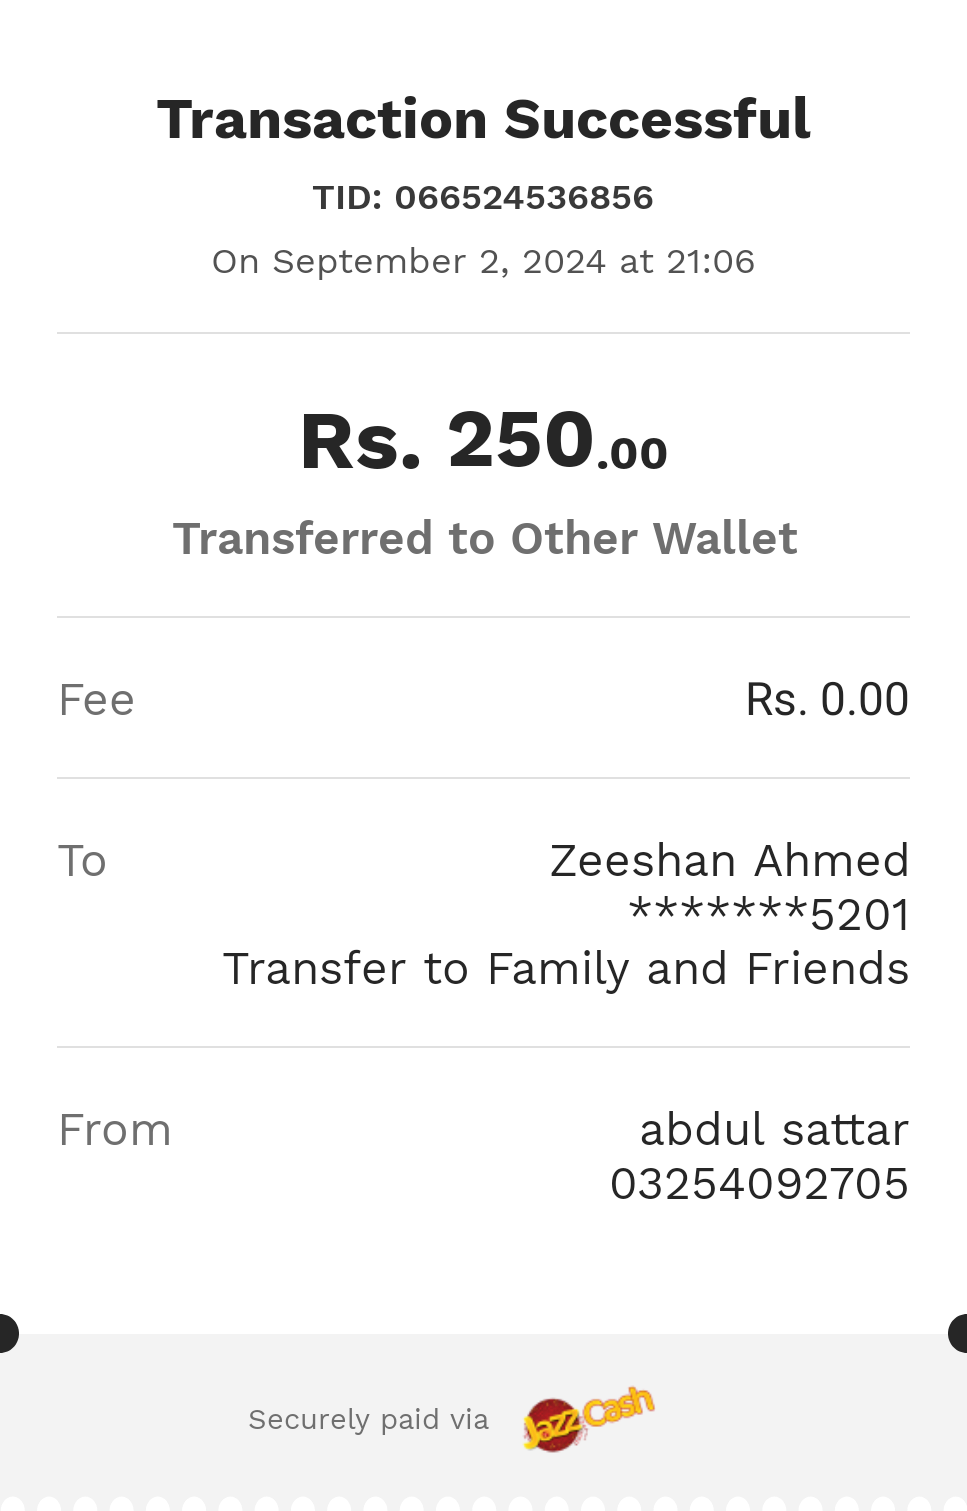 Transaction Successful
TID: 066524536856
On September 2, 2024 at 21:06
Rs. 250.00
Transferred to Other Wallet
Fee Rs. 0.00
To Zeeshan Ahmed
*******5201
Transfer to Family and Friends
From abdul sattar
03254092705
Securely paid via JazzCash